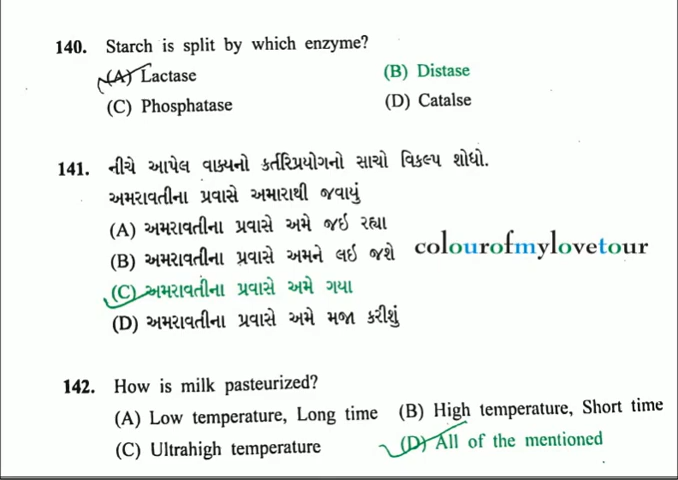 140. Starch is split by which enzyme?
(A) Lactase (B) Distase
(C) Phosphatase (D) Catalse
141. નીચે આપેલ વાક્યનો કર્તરિપ્રયોગનો સાચો વિકલ્પ શોધો.
અમરાવતીના પ્રવાસે અમારાથી જવાયું
(A) અમરાવતીના પ્રવાસે અમે જઇ રહ્યા
(B) અમરાવતીના પ્રવાસે અમને લઇ જશે
colourofmylovetour
(C) અમરાવતીના પ્રવાસે અમે ગયા
(D) અમરાવતીના પ્રવાસે અમે મજા કરીશું
142. How is milk pasteurized?
(A) Low temperature, Long time (B) High temperature, Short time
(C) Ultrahigh temperature (D) All of the mentioned